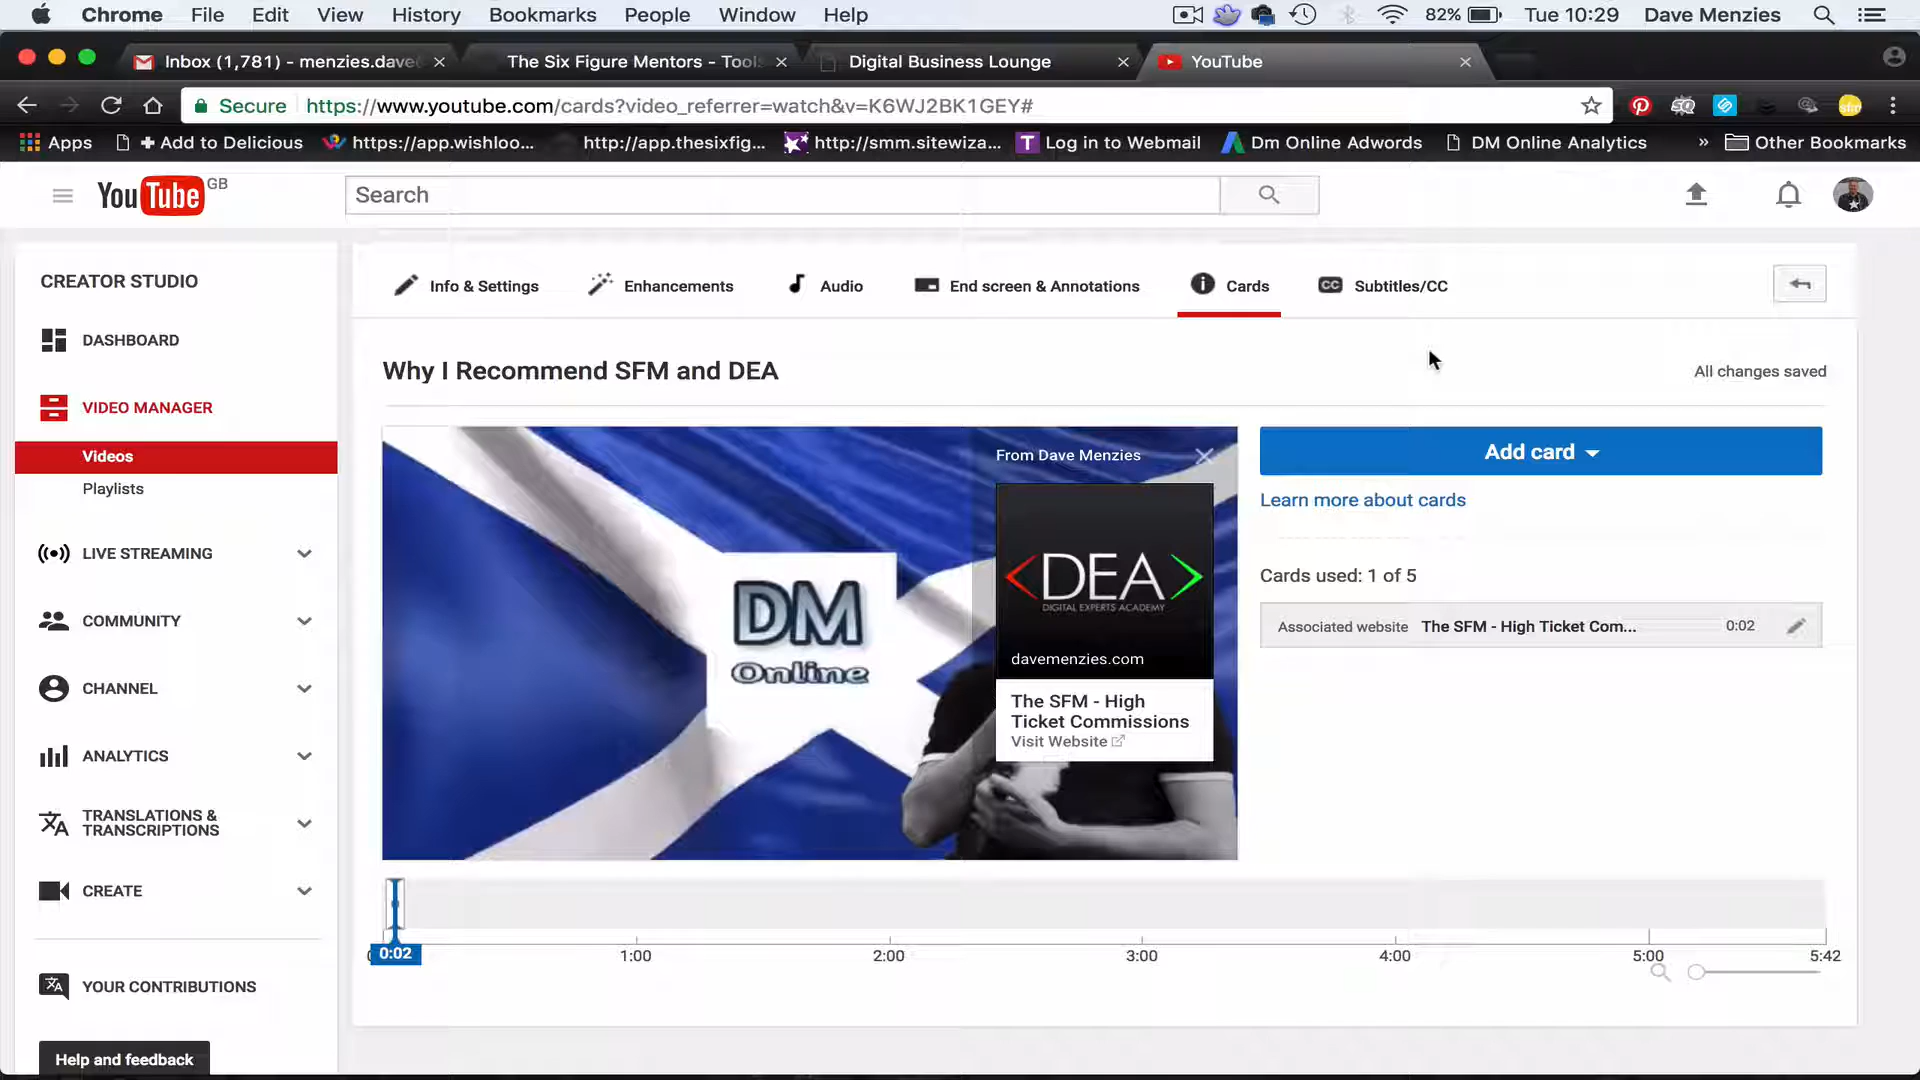 Chrome File Edit View History Bookmarks People Window Help 82% Tue 10:29 Dave Menzies
Inbox (1,781) - menzies.dave The Six Figure Mentors - Tools Digital Business Lounge YouTube
Secure https://www.youtube.com/cards?video_referrer=watch&v=K6WJ2BK1GEY#
Apps + Add to Delicious https://app.wishloo... http://app.thesixfig... http://smm.sitewiza... T Log in to Webmail Dm Online Adwords DM Online Analytics » Other Bookmarks
YouTube GB Search
CREATOR STUDIO
DASHBOARD
VIDEO MANAGER
Videos
Playlists
LIVE STREAMING
COMMUNITY
CHANNEL
ANALYTICS
TRANSLATIONS &
TRANSCRIPTIONS
CREATE
YOUR CONTRIBUTIONS
Help and feedback
Info & Settings Enhancements Audio End screen & Annotations Cards CC Subtitles/CC
Why I Recommend SFM and DEA
All changes saved
DM
Online
From Dave Menzies
<DEA>
DIGITAL EXPERTS ACADEMY
davemenzies.com
The SFM - High
Ticket Commissions
Visit Website
Add card
Learn more about cards
Cards used: 1 of 5
Associated website The SFM - High Ticket Com... 0:02
0:02 1:00 2:00 3:00 4:00 5:00 5:42